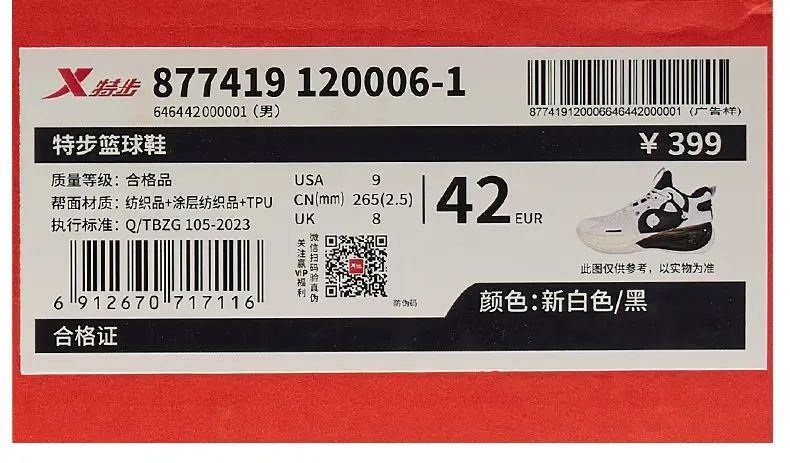 X 特步 877419 120006-1
646442000001 (男)
877419120006646442000001 (广告样)
特步篮球鞋 ¥ 399
质量等级: 合格品
帮面材质: 纺织品+涂层纺织品+TPU
执行标准: Q/TBZG 105-2023
USA 9
CN(mm) 265(2.5)
UK 8
42 EUR
此图仅供参考，以实物为准
6 912670 717116
微信扫码验真伪
关注赢VIP福利
防伪码
颜色:新白色/黑
合格证